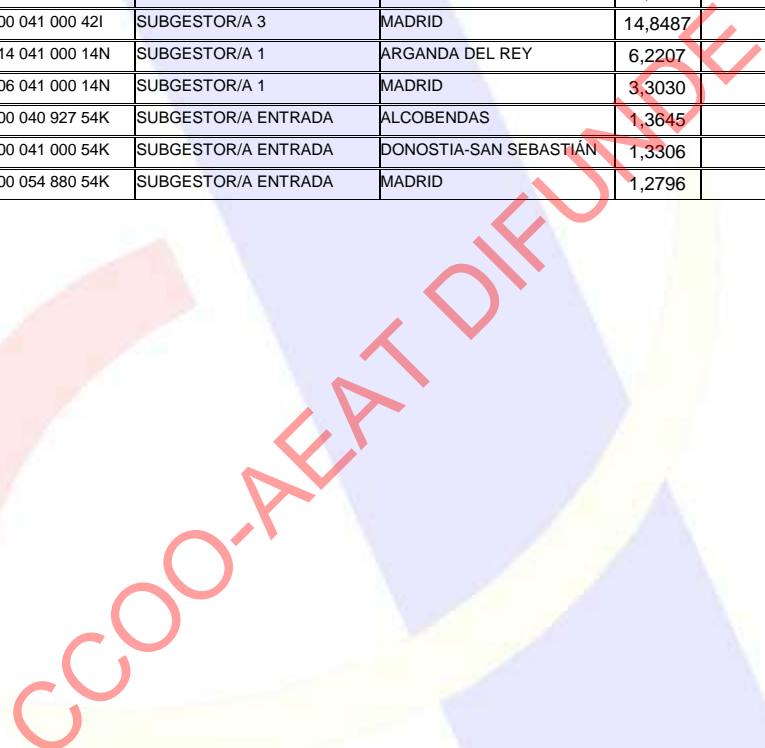 00 041 000 42I SUBGESTOR/A 3 MADRID 14,8487
14 041 000 14N SUBGESTOR/A 1 ARGANDA DEL REY 6,2207
06 041 000 14N SUBGESTOR/A 1 MADRID 3,3030
00 040 927 54K SUBGESTOR/A ENTRADA ALCOBENDAS 1,3645
00 041 000 54K SUBGESTOR/A ENTRADA DONOSTIA-SAN SEBASTIÁN 1,3306
00 054 880 54K SUBGESTOR/A ENTRADA MADRID 1,2796
CCOO-AEAT DIFUNDE